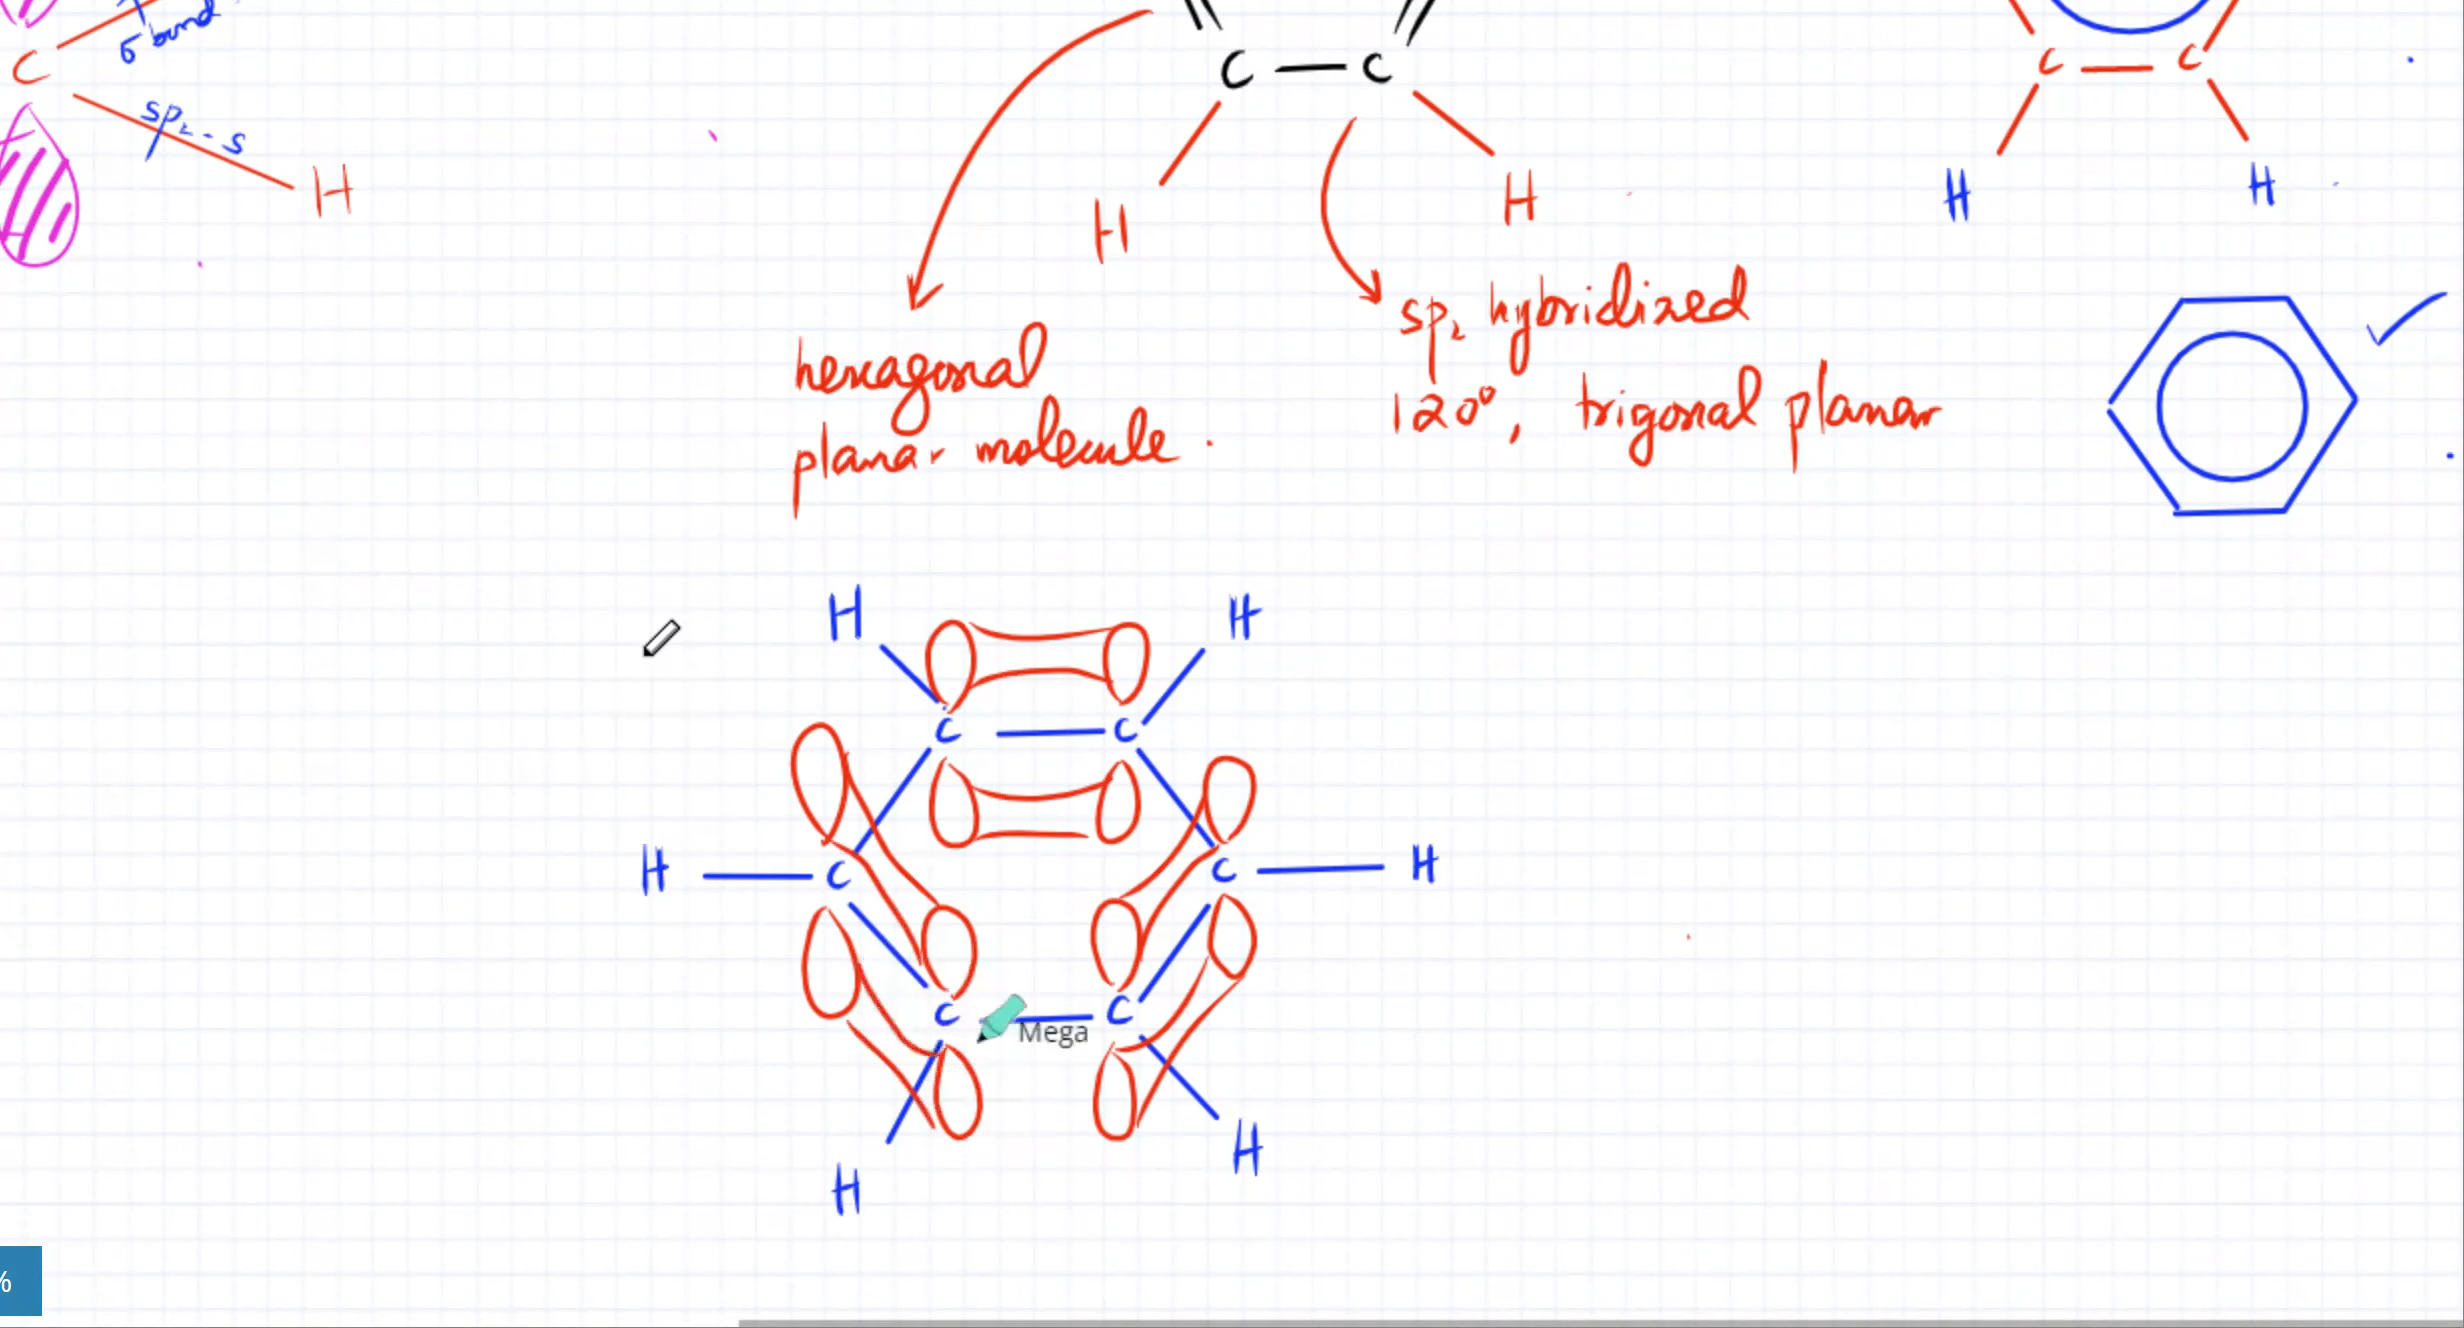 σ bond
C
sp₂ - s
H
C — C
H
H
C — C
H
H
hexagonal
planar molecule.
sp₂ hybridized
120°, trigonal planar
H
H
C
C
H
C
C
H
C
C
Mega
H
H
%